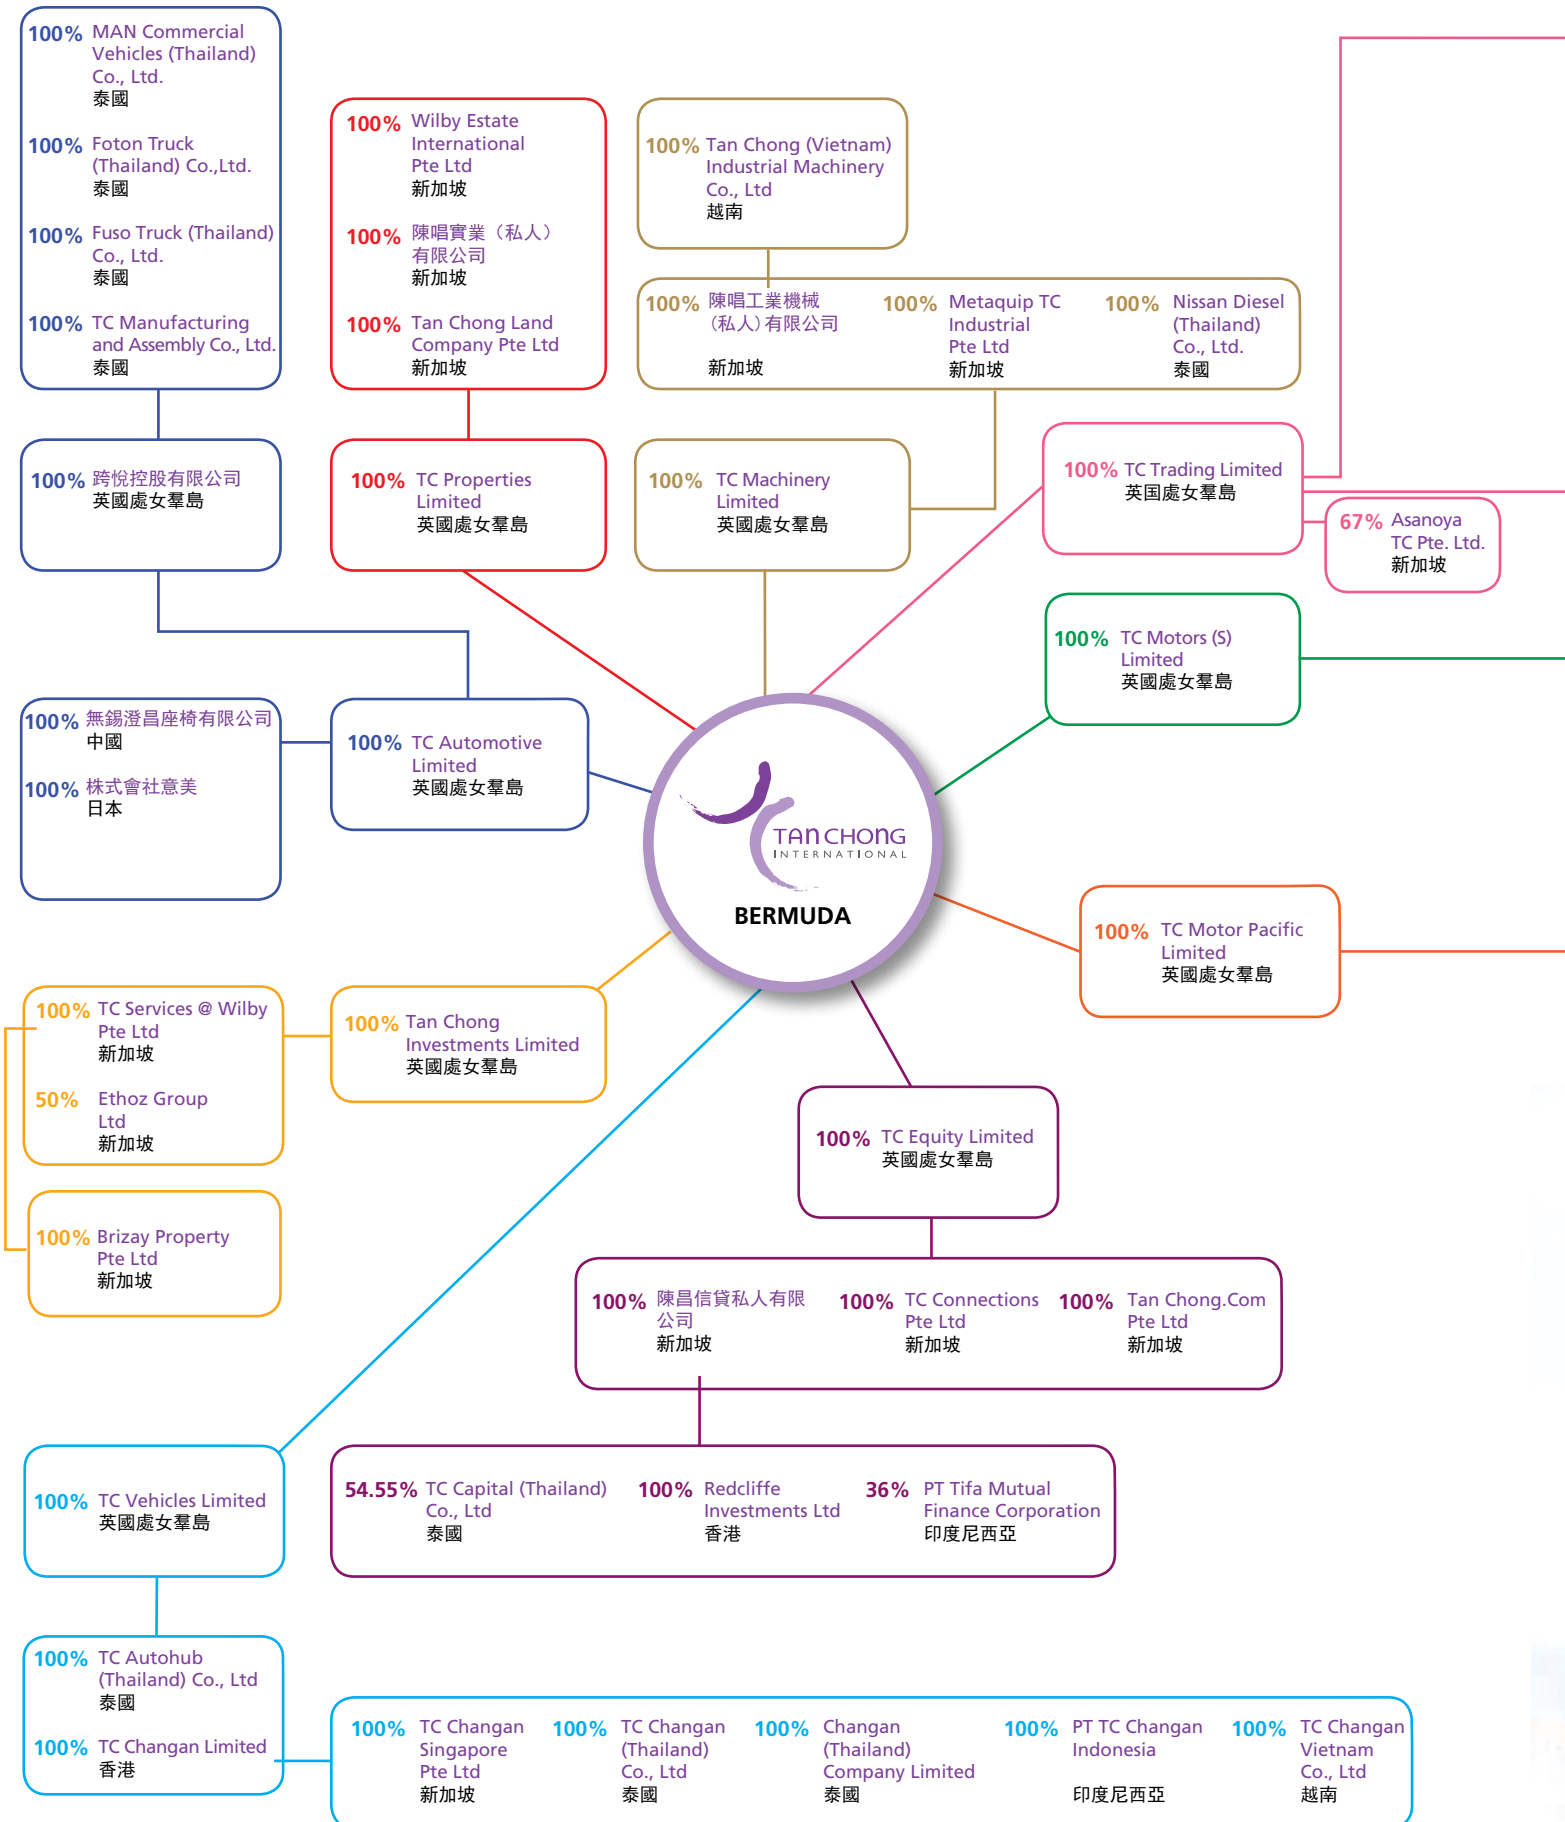 100% MAN Commercial
Vehicles (Thailand)
Co., Ltd.
泰國
100% Foton Truck
(Thailand) Co.,Ltd.
泰國
100% Fuso Truck (Thailand)
Co., Ltd.
泰國
100% TC Manufacturing
and Assembly Co., Ltd.
泰國
100% Wilby Estate
International
Pte Ltd
新加坡
100% 陳唱實業（私人）
有限公司
新加坡
100% Tan Chong Land
Company Pte Ltd
新加坡
100% Tan Chong (Vietnam)
Industrial Machinery
Co., Ltd
越南
100% 陳唱工業機械
（私人）有限公司
新加坡
100% Metaquip TC
Industrial
Pte Ltd
新加坡
100% Nissan Diesel
(Thailand)
Co., Ltd.
泰國
100% 跨悅控股有限公司
英國處女羣島
100% TC Properties
Limited
英國處女羣島
100% TC Machinery
Limited
英國處女羣島
100% TC Trading Limited
英国處女羣島
67% Asanoya
TC Pte. Ltd.
新加坡
100% TC Motors (S)
Limited
英國處女羣島
100% 無錫澄昌座椅有限公司
中國
100% 株式會社意美
日本
100% TC Automotive
Limited
英國處女羣島
TAN CHONG
INTERNATIONAL
BERMUDA
100% TC Motor Pacific
Limited
英國處女羣島
100% TC Services @ Wilby
Pte Ltd
新加坡
50% Ethoz Group
Ltd
新加坡
100% Tan Chong
Investments Limited
英國處女羣島
100% Brizay Property
Pte Ltd
新加坡
100% TC Equity Limited
英國處女羣島
100% 陳昌信貸私人有限
公司
新加坡
100% TC Connections
Pte Ltd
新加坡
100% Tan Chong.Com
Pte Ltd
新加坡
54.55% TC Capital (Thailand)
Co., Ltd
泰國
100% Redcliffe
Investments Ltd
香港
36% PT Tifa Mutual
Finance Corporation
印度尼西亞
100% TC Vehicles Limited
英國處女羣島
100% TC Autohub
(Thailand) Co., Ltd
泰國
100% TC Changan Limited
香港
100% TC Changan
Singapore
Pte Ltd
新加坡
100% TC Changan
(Thailand)
Co., Ltd
泰國
100% Changan
(Thailand)
Company Limited
泰國
100% PT TC Changan
Indonesia
印度尼西亞
100% TC Changan
Vietnam
Co., Ltd
越南